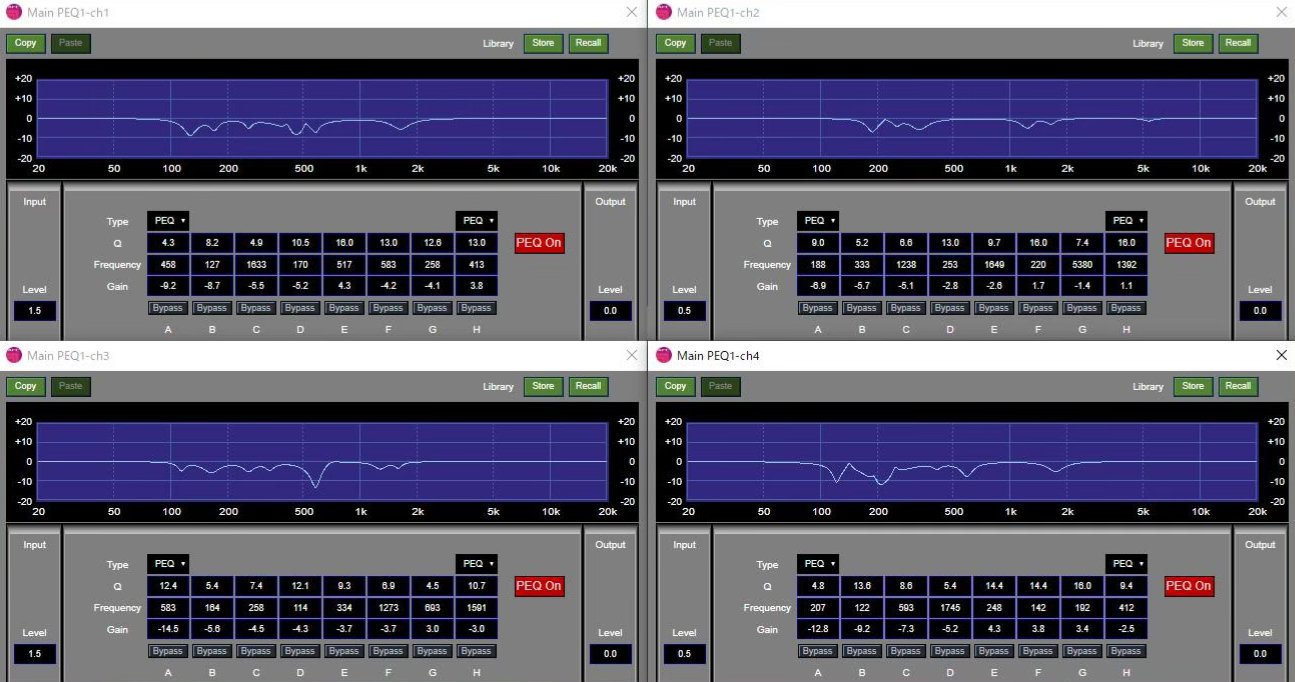 Main PEQ1-ch1
Copy Paste Library Store Recall
+20 +20
+10 +10
0 0
-10 -10
-20 -20
20 50 100 200 500 1k 2k 5k 10k 20k
Input Output
Type PEQ PEQ
Q 4.3 8.2 4.9 10.5 16.0 13.0 12.6 13.0 PEQ On
Frequency 458 127 1633 170 517 583 258 413
Level Gain -9.2 -8.7 -5.5 -5.2 4.3 -4.2 -4.1 3.8 Level
1.5 Bypass Bypass Bypass Bypass Bypass Bypass Bypass Bypass 0.0
A B C D E F G H
Main PEQ1-ch2
Copy Paste Library Store Recall
+20 +20
+10 +10
0 0
-10 -10
-20 -20
20 50 100 200 500 1k 2k 5k 10k 20k
Input Output
Type PEQ PEQ
Q 9.0 5.2 6.6 13.0 9.7 16.0 7.4 16.0 PEQ On
Frequency 188 333 1238 253 1649 220 5380 1392
Level Gain -6.9 -5.7 -5.1 -2.8 -2.6 1.7 -1.4 1.1 Level
0.5 Bypass Bypass Bypass Bypass Bypass Bypass Bypass Bypass 0.0
A B C D E F G H
Main PEQ1-ch3
Copy Paste Library Store Recall
+20 +20
+10 +10
0 0
-10 -10
-20 -20
20 50 100 200 500 1k 2k 5k 10k 20k
Input Output
Type PEQ PEQ
Q 12.4 5.4 7.4 12.1 9.3 6.9 4.5 10.7 PEQ On
Frequency 583 164 258 114 334 1273 693 1591
Level Gain -14.5 -5.6 -4.5 -4.3 -3.7 -3.7 3.0 -3.0 Level
1.5 Bypass Bypass Bypass Bypass Bypass Bypass Bypass Bypass 0.0
A B C D E F G H
Main PEQ1-ch4
Copy Paste Library Store Recall
+20 +20
+10 +10
0 0
-10 -10
-20 -20
20 50 100 200 500 1k 2k 5k 10k 20k
Input Output
Type PEQ PEQ
Q 4.8 13.6 8.6 5.4 14.4 14.4 16.0 9.4 PEQ On
Frequency 207 122 593 1745 248 142 192 412
Level Gain -12.8 -9.2 -7.3 -5.2 4.3 3.8 3.4 -2.5 Level
0.5 Bypass Bypass Bypass Bypass Bypass Bypass Bypass Bypass 0.0
A B C D E F G H